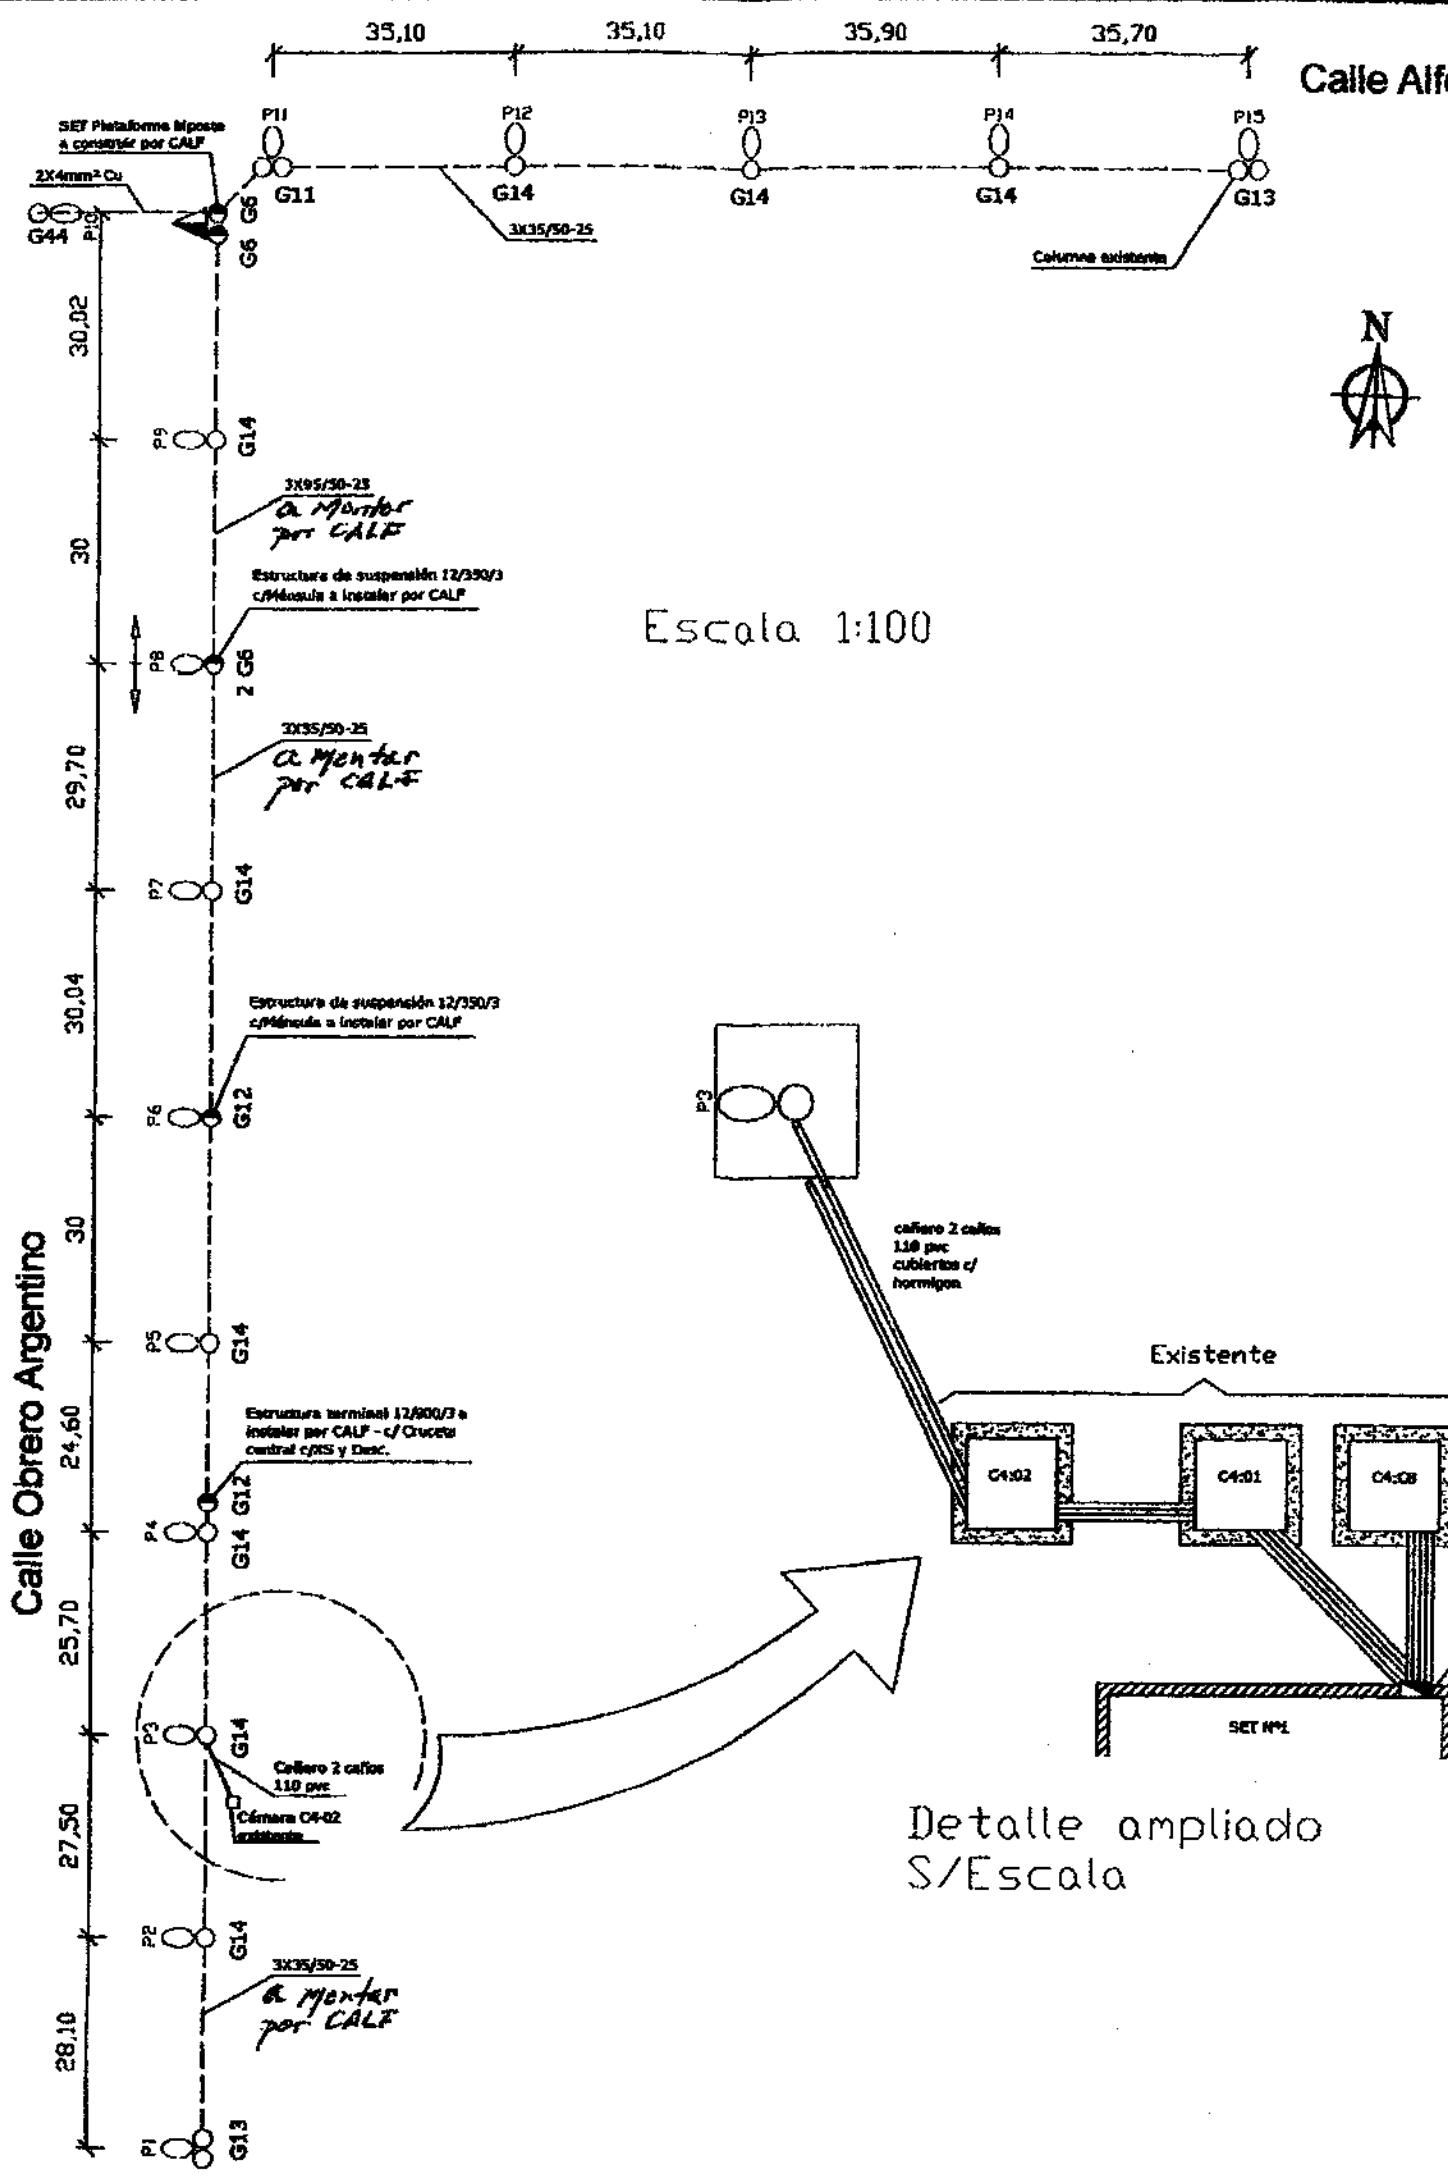 35,10
35,10
35,90
35,70
Calle Alf
P11
P12
P13
P14
P15
SET Plataforma biposte
a construir por CALF
2X4mm² Cu
G11
G14
G14
G14
G13
G44
P10
G6
G6
3X35/50-25
Columna existente
N
30,02
P9
G14
3X95/50-25
a Montar
por CALF
30
Estructura de suspensión 12/350/3
c/Ménsula a instalar por CALF
Escala 1:100
P8
2 G6
29,70
a Montar
por CALF
P7
G14
30,04
Estructura de suspensión 12/350/3
c/Ménsula a instalar por CALF
P6
G12
P3
30
cañero 2 caños
110 pvc
cubiertos c/
hormigon
Calle Obrero Argentino
P5
G14
Existente
24,60
Estructura terminal 12/900/3 a
instalar por CALF - c/ Cruceta
central c/XS y Desc.
C4:02
C4:01
G12
P4
G14
25,70
P3
G14
SET Nº1
Cañero 2 caños
110 pvc
Cámara C4-02
existente
27,50
Detalle ampliado
S/Escala
P2
G14
3X35/50-25
a Montar
por CALF
28,10
P1
G13